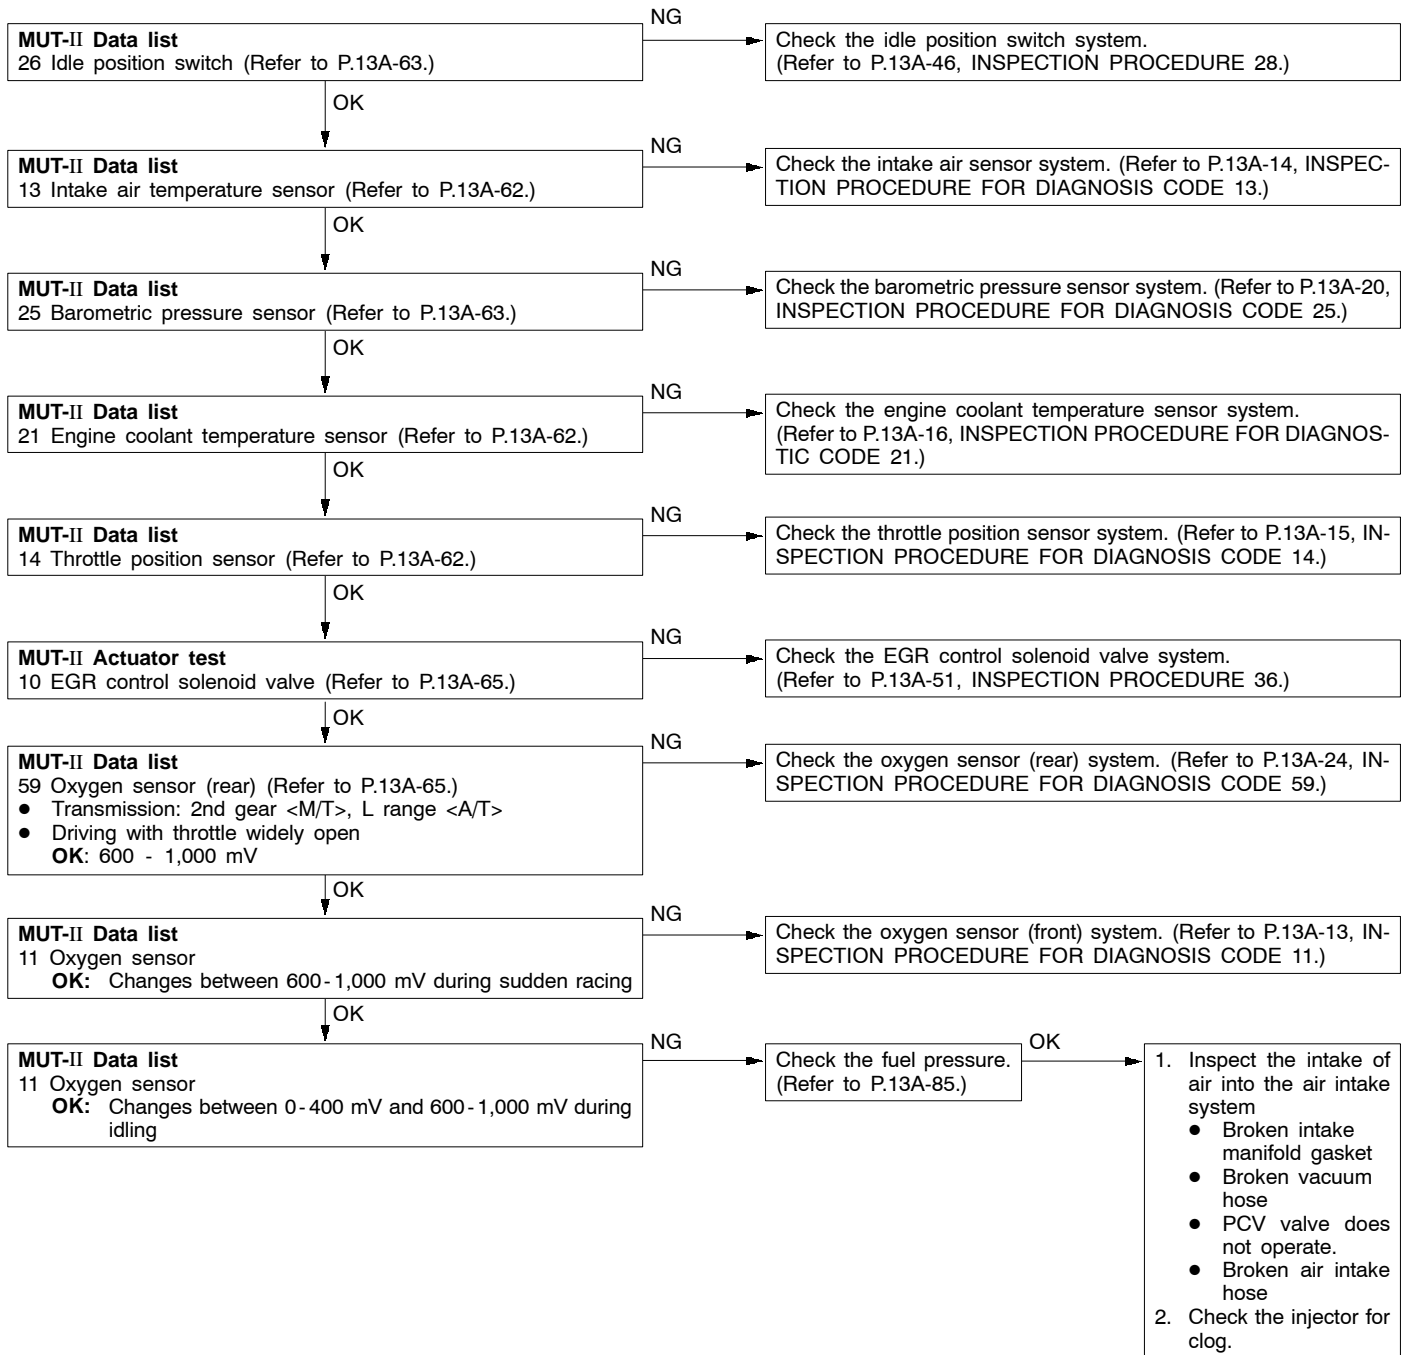 NG
MUT-II Data list
26 Idle position switch (Refer to P.13A-63.)
Check the idle position switch system.
(Refer to P.13A-46, INSPECTION PROCEDURE 28.)
OK
NG
MUT-II Data list
13 Intake air temperature sensor (Refer to P.13A-62.)
Check the intake air sensor system. (Refer to P.13A-14, INSPEC-
TION PROCEDURE FOR DIAGNOSIS CODE 13.)
OK
NG
MUT-II Data list
25 Barometric pressure sensor (Refer to P.13A-63.)
Check the barometric pressure sensor system. (Refer to P.13A-20,
INSPECTION PROCEDURE FOR DIAGNOSIS CODE 25.)
OK
NG
MUT-II Data list
21 Engine coolant temperature sensor (Refer to P.13A-62.)
Check the engine coolant temperature sensor system.
(Refer to P.13A-16, INSPECTION PROCEDURE FOR DIAGNOS-
TIC CODE 21.)
OK
NG
MUT-II Data list
14 Throttle position sensor (Refer to P.13A-62.)
Check the throttle position sensor system. (Refer to P.13A-15, IN-
SPECTION PROCEDURE FOR DIAGNOSIS CODE 14.)
OK
NG
MUT-II Actuator test
10 EGR control solenoid valve (Refer to P.13A-65.)
Check the EGR control solenoid valve system.
(Refer to P.13A-51, INSPECTION PROCEDURE 36.)
OK
NG
MUT-II Data list
59 Oxygen sensor (rear) (Refer to P.13A-65.)
● Transmission: 2nd gear <M/T>, L range <A/T>
● Driving with throttle widely open
OK: 600 - 1,000 mV
Check the oxygen sensor (rear) system. (Refer to P.13A-24, IN-
SPECTION PROCEDURE FOR DIAGNOSIS CODE 59.)
OK
NG
MUT-II Data list
11 Oxygen sensor
OK: Changes between 600-1,000 mV during sudden racing
Check the oxygen sensor (front) system. (Refer to P.13A-13, IN-
SPECTION PROCEDURE FOR DIAGNOSIS CODE 11.)
OK
NG
MUT-II Data list
11 Oxygen sensor
OK: Changes between 0-400 mV and 600-1,000 mV during
idling
Check the fuel pressure.
(Refer to P.13A-85.)
OK
1. Inspect the intake of
air into the air intake
system
● Broken intake
manifold gasket
● Broken vacuum
hose
● PCV valve does
not operate.
● Broken air intake
hose
2. Check the injector for
clog.